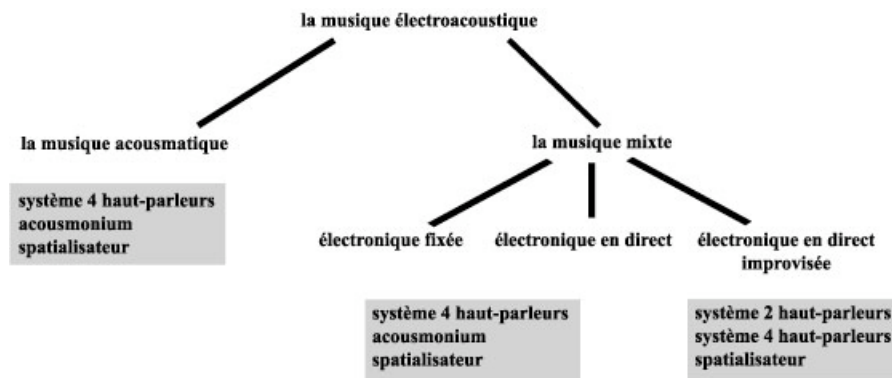 la musique électroacoustique
la musique acousmatique
la musique mixte
système 4 haut-parleurs
acousmonium
spatialisateur
électronique fixée
électronique en direct
électronique en direct
improvisée
système 4 haut-parleurs
acousmonium
spatialisateur
système 2 haut-parleurs
système 4 haut-parleurs
spatialisateur